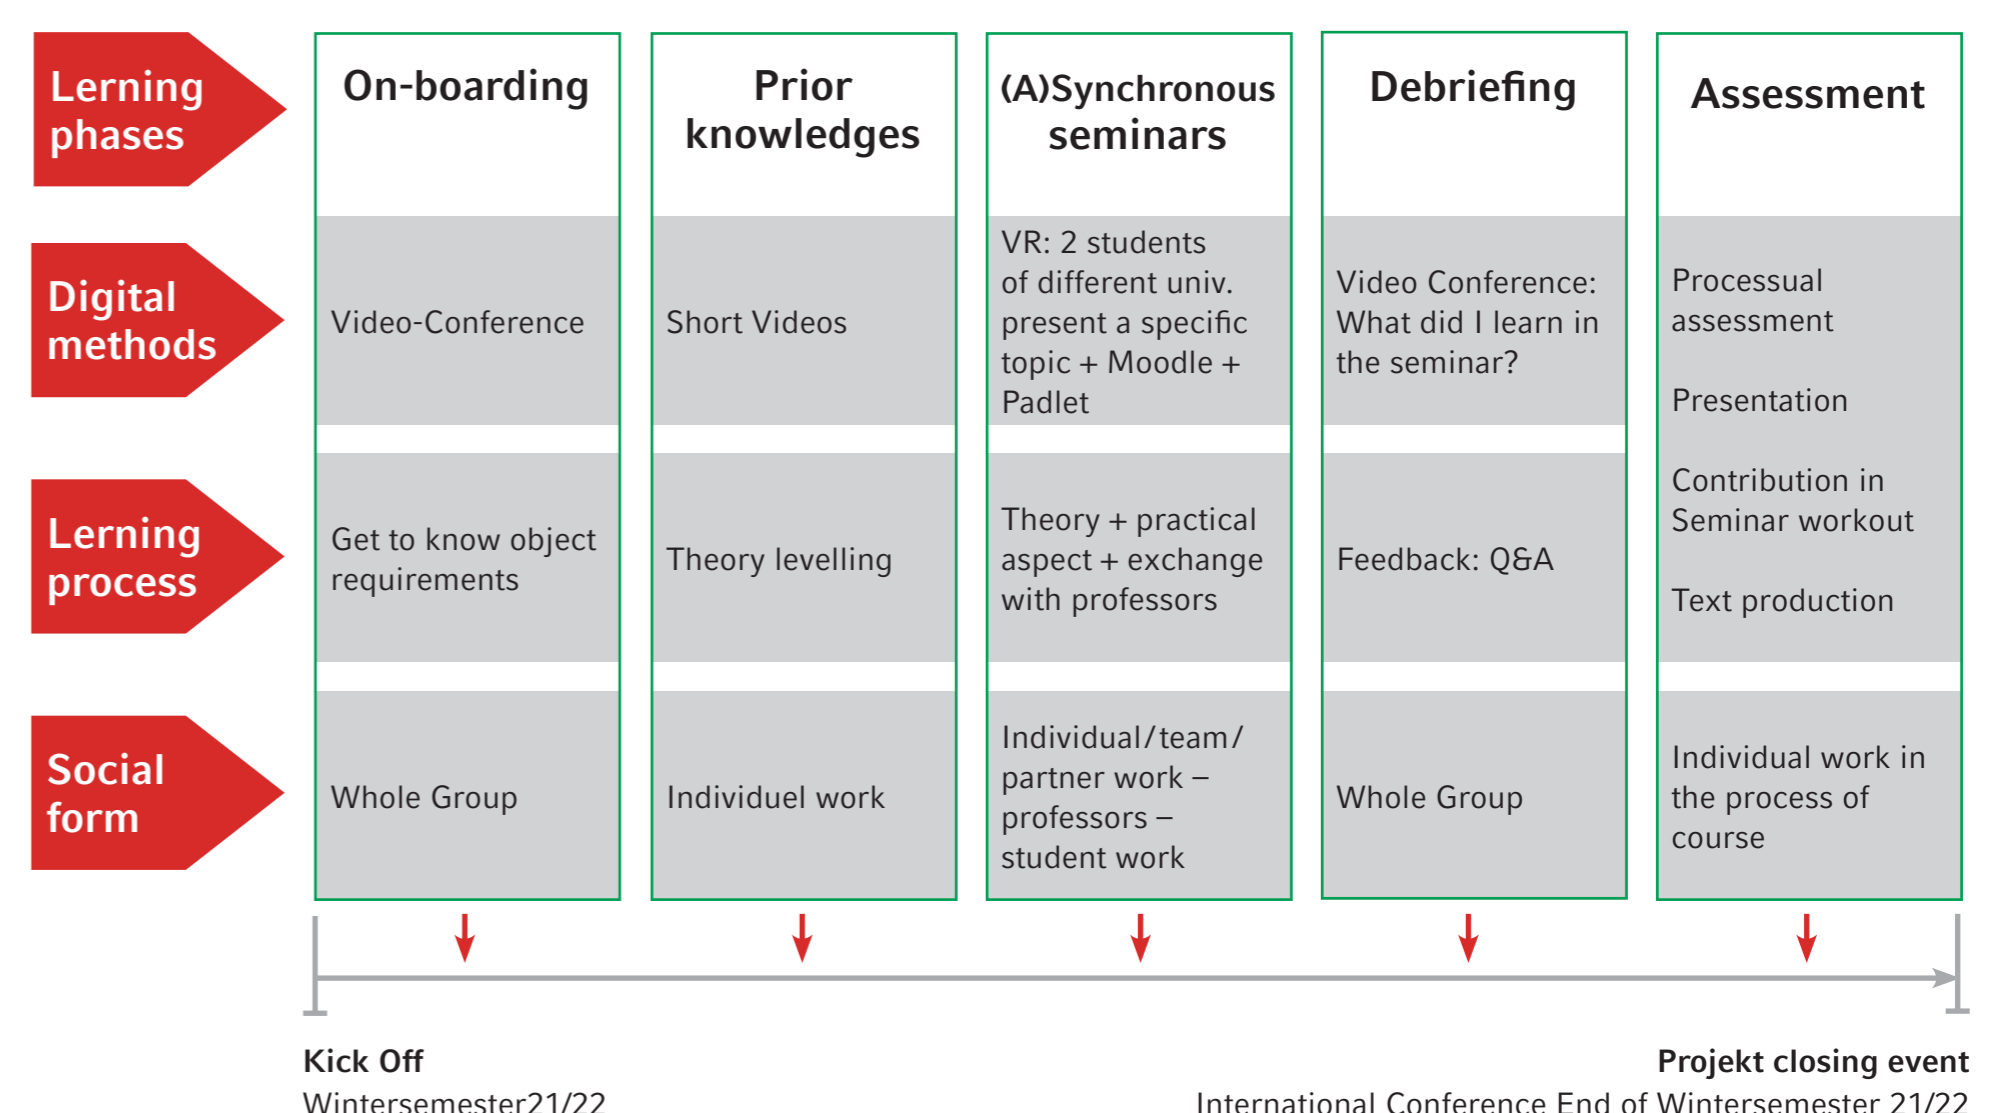 Lerning
phases
On-boarding
Prior
knowledges
(A)Synchronous
seminars
Debriefing
Assessment
Digital
methods
Video-Conference
Short Videos
VR: 2 students
of different univ.
present a specific
topic + Moodle +
Padlet
Video Conference:
What did I learn in
the seminar?
Processual
assessment
Presentation
Contribution in
Seminar workout
Text production
Lerning
process
Get to know object
requirements
Theory levelling
Theory + practical
aspect + exchange
with professors
Feedback: Q&A
Social
form
Whole Group
Individuel work
Individual/team/
partner work –
professors –
student work
Whole Group
Individual work in
the process of
course
Kick Off
Wintersemester21/22
Projekt closing event
International Conference End of Wintersemester 21/22